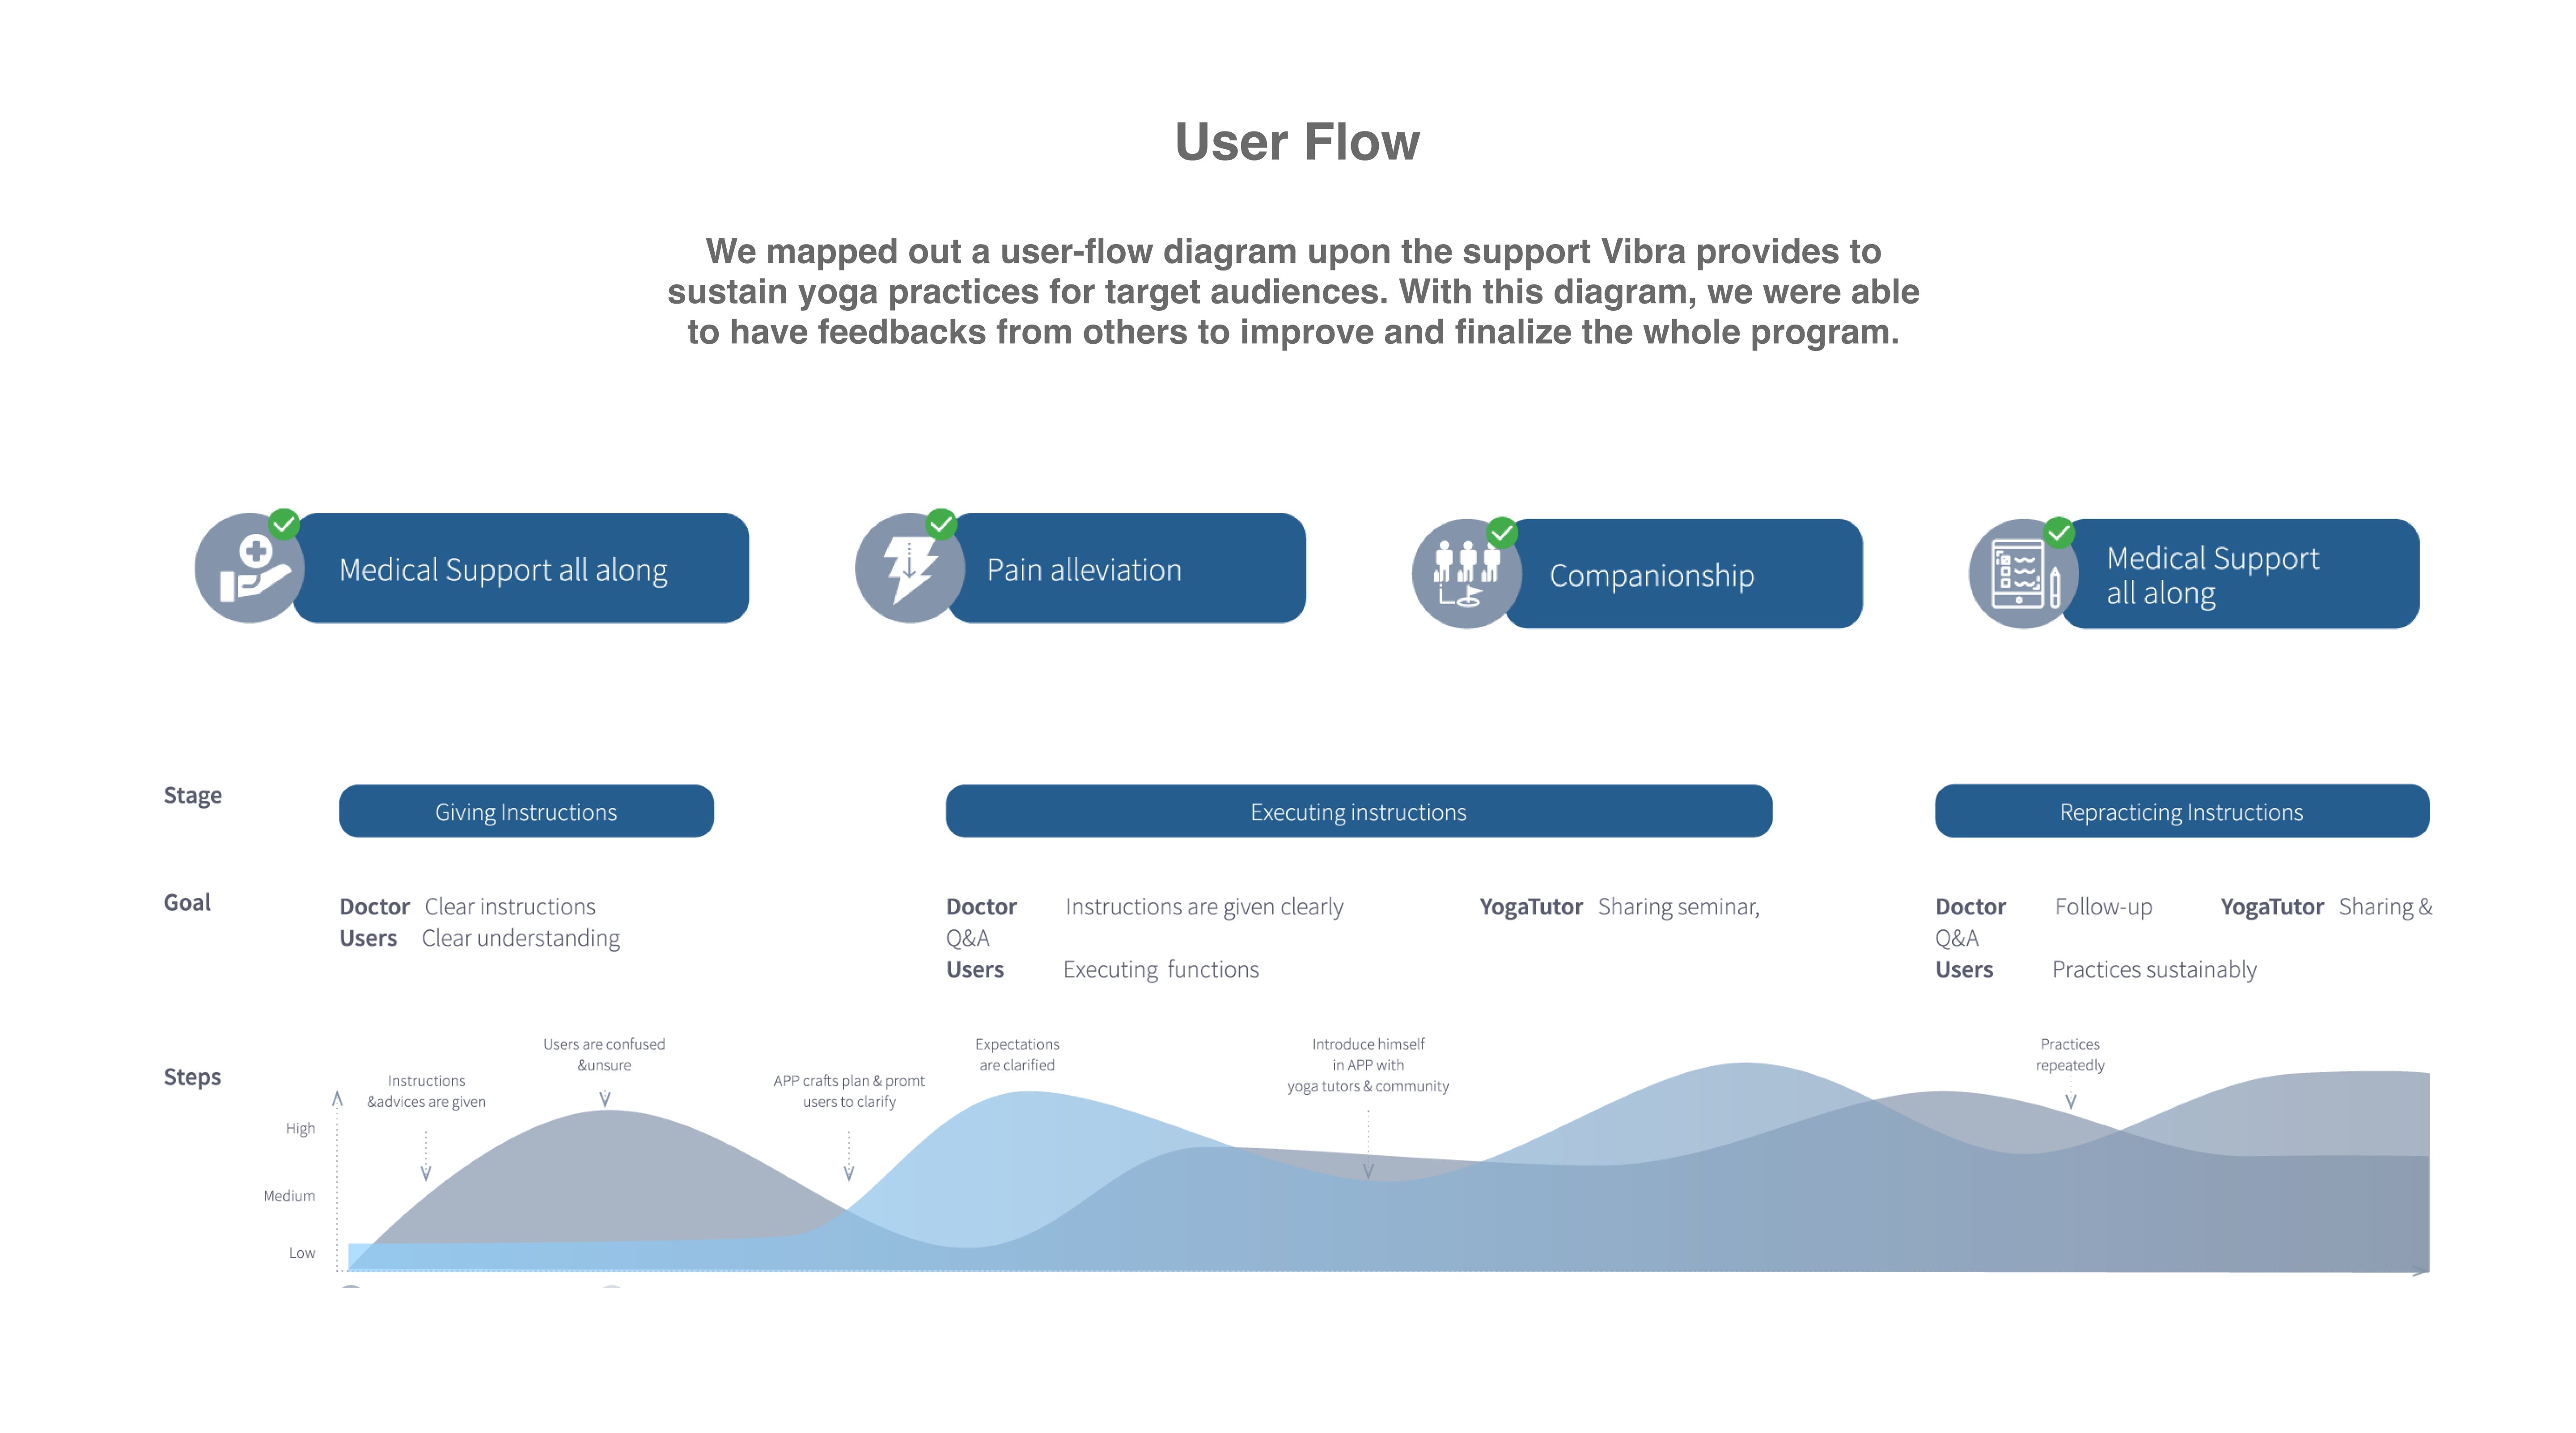 User Flow
We mapped out a user-flow diagram upon the support Vibra provides to
sustain yoga practices for target audiences. With this diagram, we were able
to have feedbacks from others to improve and finalize the whole program.
Medical Support all along
Pain alleviation
Companionship
Medical Support
all along
Stage
Giving Instructions
Executing instructions
Repracticing Instructions
Goal
Doctor Clear instructions
Users Clear understanding
Doctor Instructions are given clearly YogaTutor Sharing seminar,
Q&A
Users Executing functions
Doctor Follow-up YogaTutor Sharing &
Q&A
Users Practices sustainably
Steps
High
Medium
Low
Instructions
&advices are given
Users are confused
&unsure
APP crafts plan & promt
users to clarify
Expectations
are clarified
Introduce himself
in APP with
yoga tutors & community
Practices
repeatedly